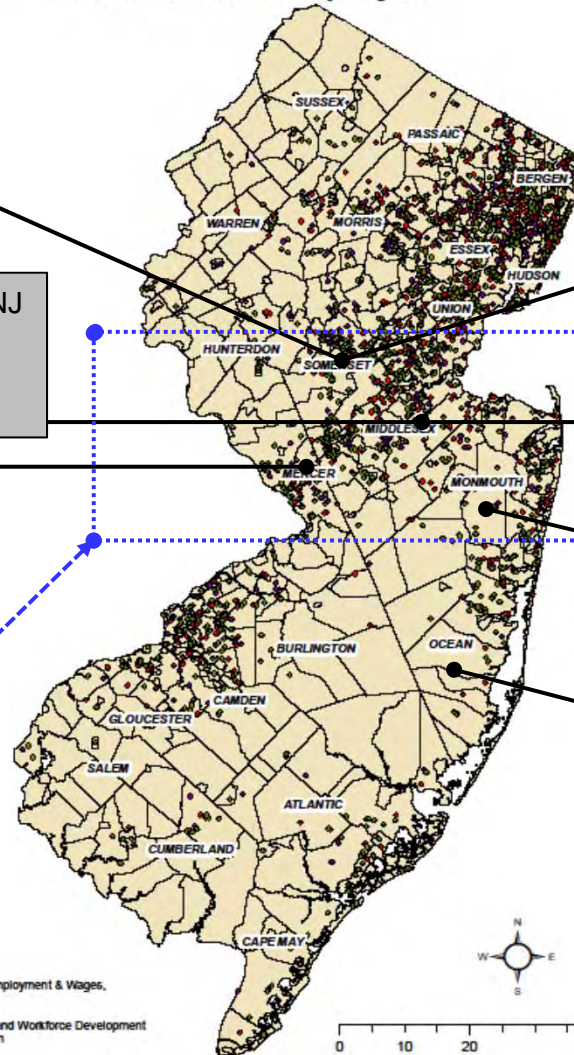 SUSSEX
PASSAIC
BERGEN
WARREN
MORRIS
ESSEX
HUDSON
NJ
UNION
HUNTERDON
SOMERSET
MIDDLESEX
MERCER
MONMOUTH
BURLINGTON
OCEAN
CAMDEN
GLOUCESTER
SALEM
ATLANTIC
CUMBERLAND
CAPE MAY
N
W E
S
mployment & Wages,
nd Workforce Development
n
0 10 20